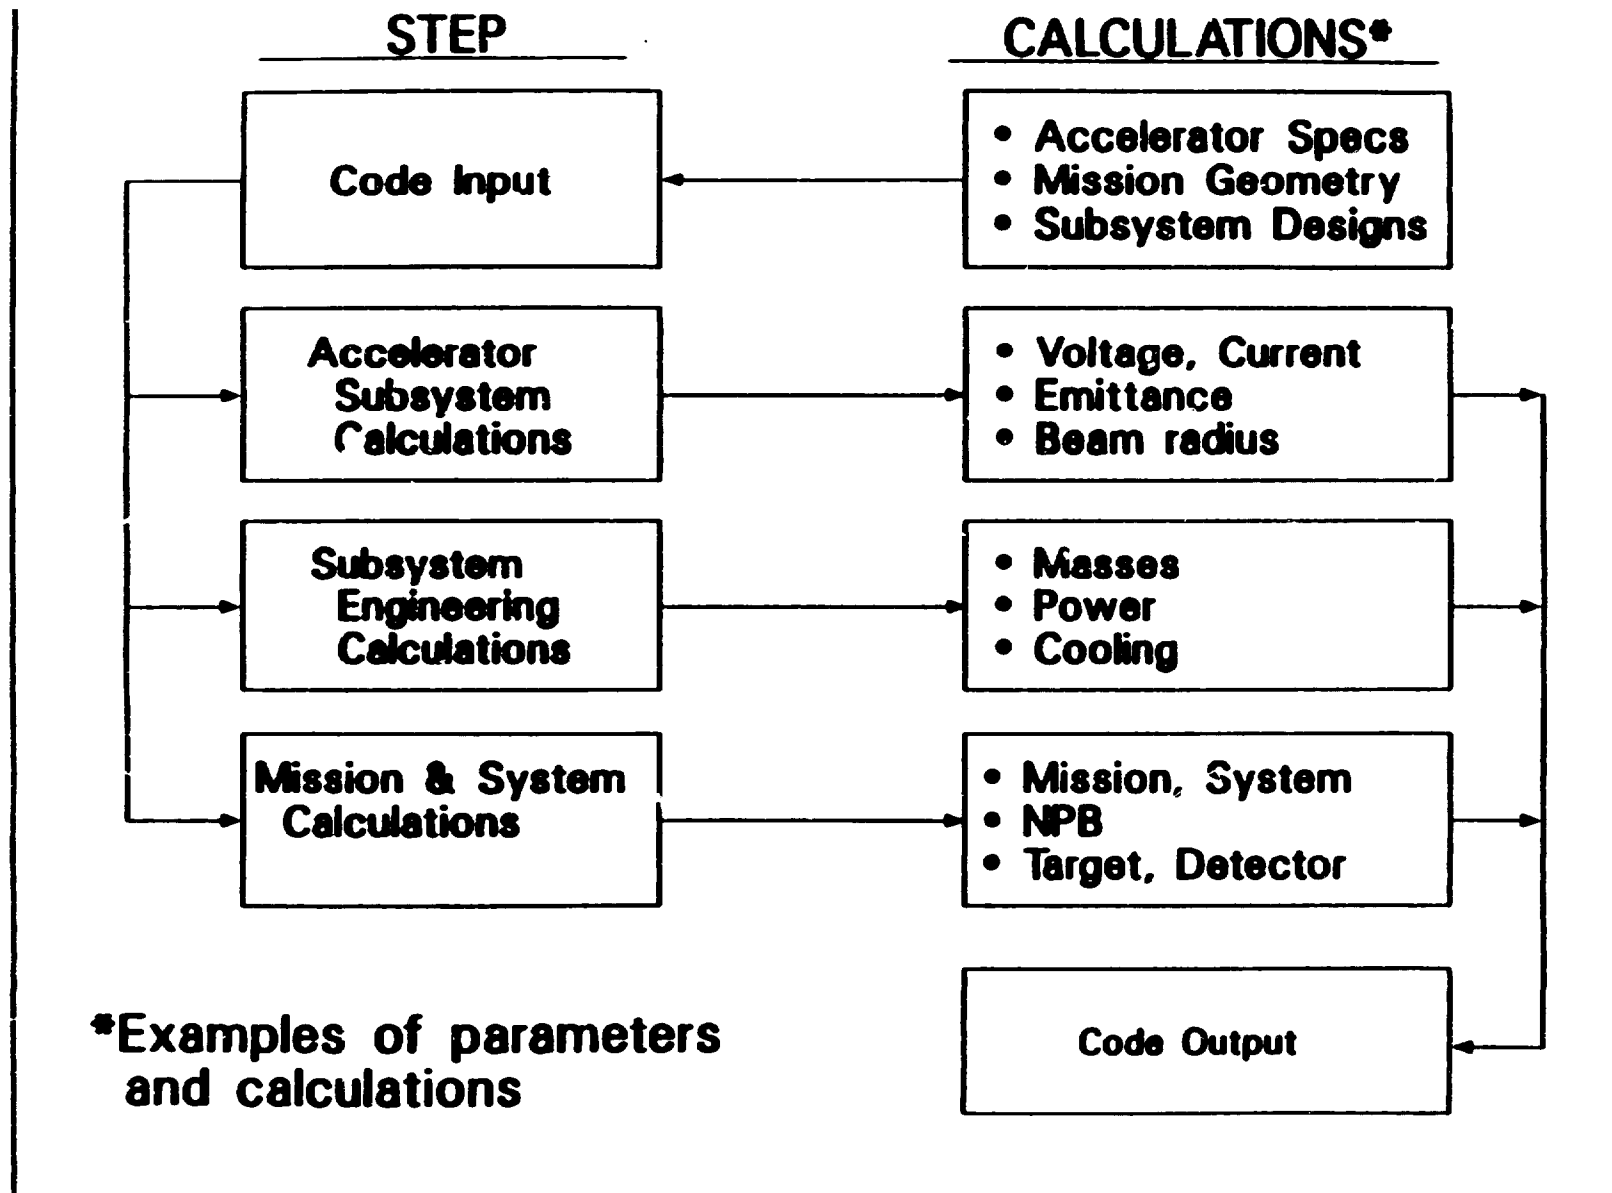 STEP
CALCULATIONS*
Code Input
• Accelerator Specs
• Mission Geometry
• Subsystem Designs
Accelerator
Subsystem
Calculations
• Voltage, Current
• Emittance
• Beam radius
Subsystem
Engineering
Calculations
• Masses
• Power
• Cooling
Mission & System
Calculations
• Mission, System
• NPB
• Target, Detector
Code Output
*Examples of parameters
and calculations